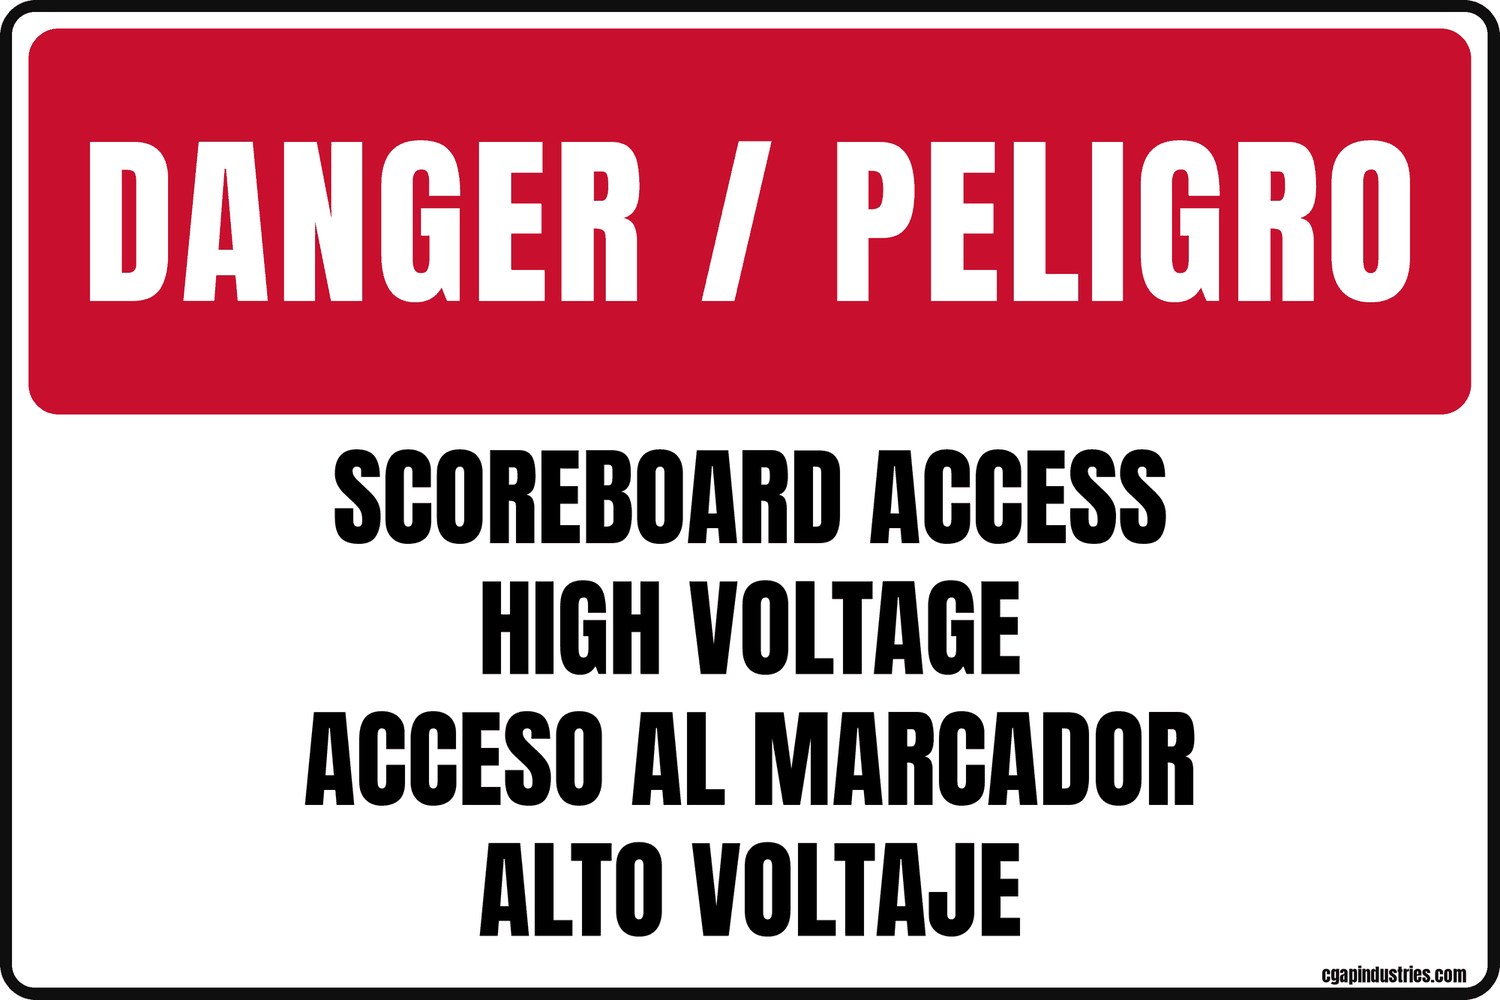 DANGER / PELIGRO
SCOREBOARD ACCESS
HIGH VOLTAGE
ACCESO AL MARCADOR
ALTO VOLTAJE
cgapindustries.com